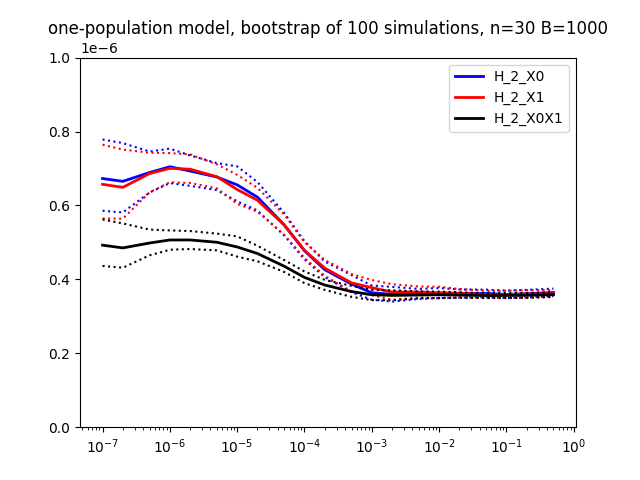 one-population model, bootstrap of 100 simulations, n=30 B=1000
1e−6
1.0
0.8
0.6
0.4
0.2
0.0
H_2_X0
H_2_X1
H_2_X0X1
10⁻⁷ 10⁻⁶ 10⁻⁵ 10⁻⁴ 10⁻³ 10⁻² 10⁻¹ 10⁰